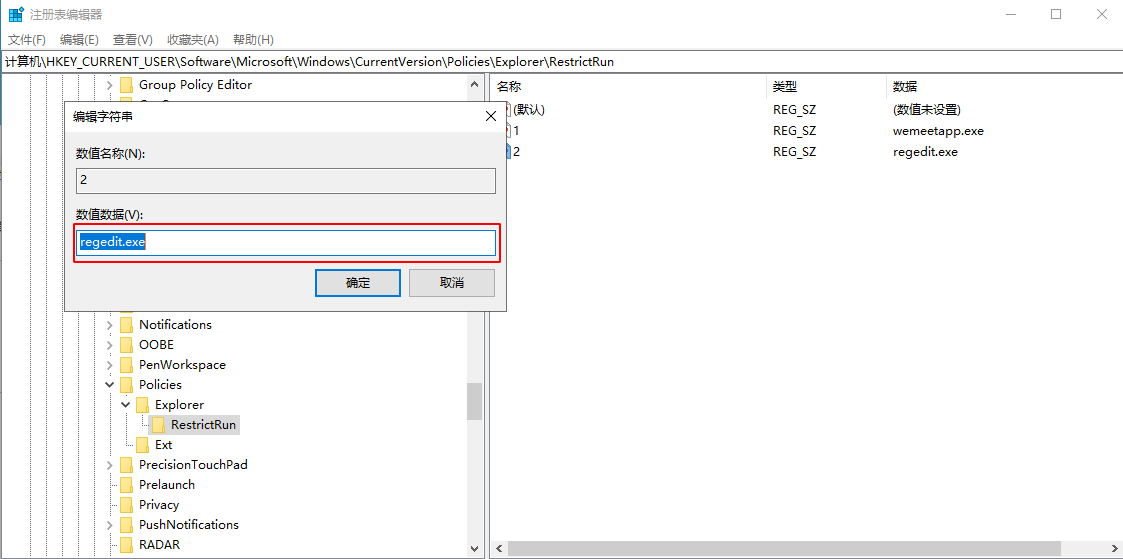 注册表编辑器
文件(F) 编辑(E) 查看(V) 收藏夹(A) 帮助(H)
计算机\HKEY_CURRENT_USER\Software\Microsoft\Windows\CurrentVersion\Policies\Explorer\RestrictRun
Group Policy Editor
名称 类型 数据
(默认) REG_SZ (数值未设置)
1 REG_SZ wemeetapp.exe
2 REG_SZ regedit.exe
编辑字符串
数值名称(N):
2
数值数据(V):
regedit.exe
确定 取消
Notifications
OOBE
PenWorkspace
Policies
Explorer
RestrictRun
Ext
PrecisionTouchPad
Prelaunch
Privacy
PushNotifications
RADAR